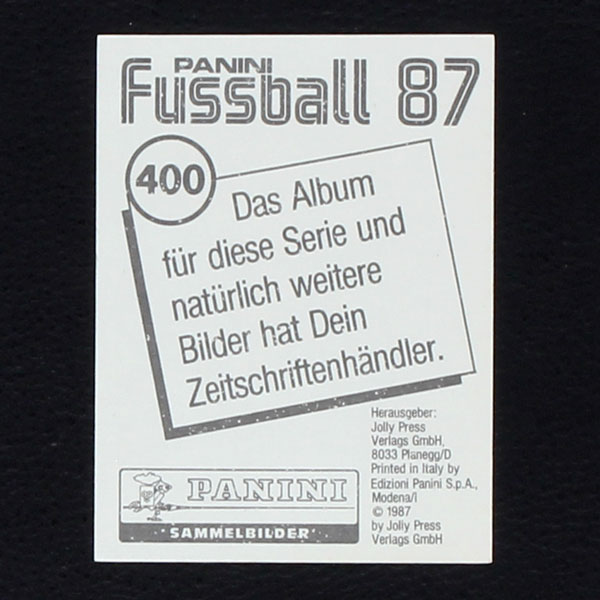 PANINI
Fussball 87
400
Das Album
für diese Serie und
natürlich weitere
Bilder hat Dein
Zeitschriftenhändler.
Herausgeber:
Jolly Press
Verlags GmbH,
8033 Planegg/D
Printed in Italy by
Edizioni Panini S.p.A.,
Modena/I
© 1987
by Jolly Press
Verlags GmbH
PANINI
SAMMELBILDER